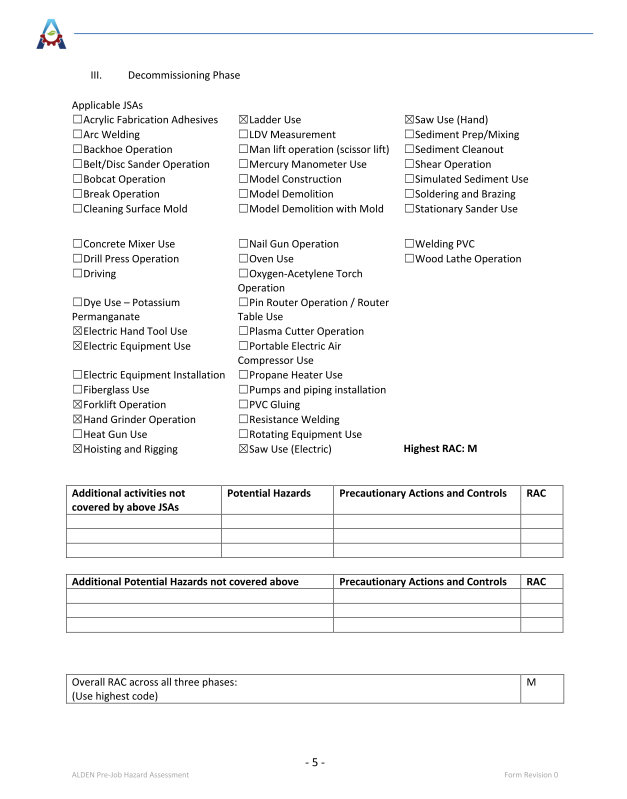 III. Decommissioning Phase
Applicable JSAs
☐Acrylic Fabrication Adhesives ☒Ladder Use ☒Saw Use (Hand)
☐Arc Welding ☐LDV Measurement ☐Sediment Prep/Mixing
☐Backhoe Operation ☐Man lift operation (scissor lift) ☐Sediment Cleanout
☐Belt/Disc Sander Operation ☐Mercury Manometer Use ☐Shear Operation
☐Bobcat Operation ☐Model Construction ☐Simulated Sediment Use
☐Break Operation ☐Model Demolition ☐Soldering and Brazing
☐Cleaning Surface Mold ☐Model Demolition with Mold ☐Stationary Sander Use
☐Concrete Mixer Use ☐Nail Gun Operation ☐Welding PVC
☐Drill Press Operation ☐Oven Use ☐Wood Lathe Operation
☐Driving ☐Oxygen-Acetylene Torch
Operation
☐Dye Use – Potassium ☐Pin Router Operation / Router
Permanganate Table Use
☒Electric Hand Tool Use ☐Plasma Cutter Operation
☒Electric Equipment Use ☐Portable Electric Air
Compressor Use
☐Electric Equipment Installation ☐Propane Heater Use
☐Fiberglass Use ☐Pumps and piping installation
☒Forklift Operation ☐PVC Gluing
☒Hand Grinder Operation ☐Resistance Welding
☐Heat Gun Use ☐Rotating Equipment Use
☒Hoisting and Rigging ☒Saw Use (Electric) Highest RAC: M
Additional activities not Potential Hazards Precautionary Actions and Controls RAC
covered by above JSAs
Additional Potential Hazards not covered above Precautionary Actions and Controls RAC
Overall RAC across all three phases: M
(Use highest code)
- 5 -
ALDEN Pre-Job Hazard Assessment Form Revision 0